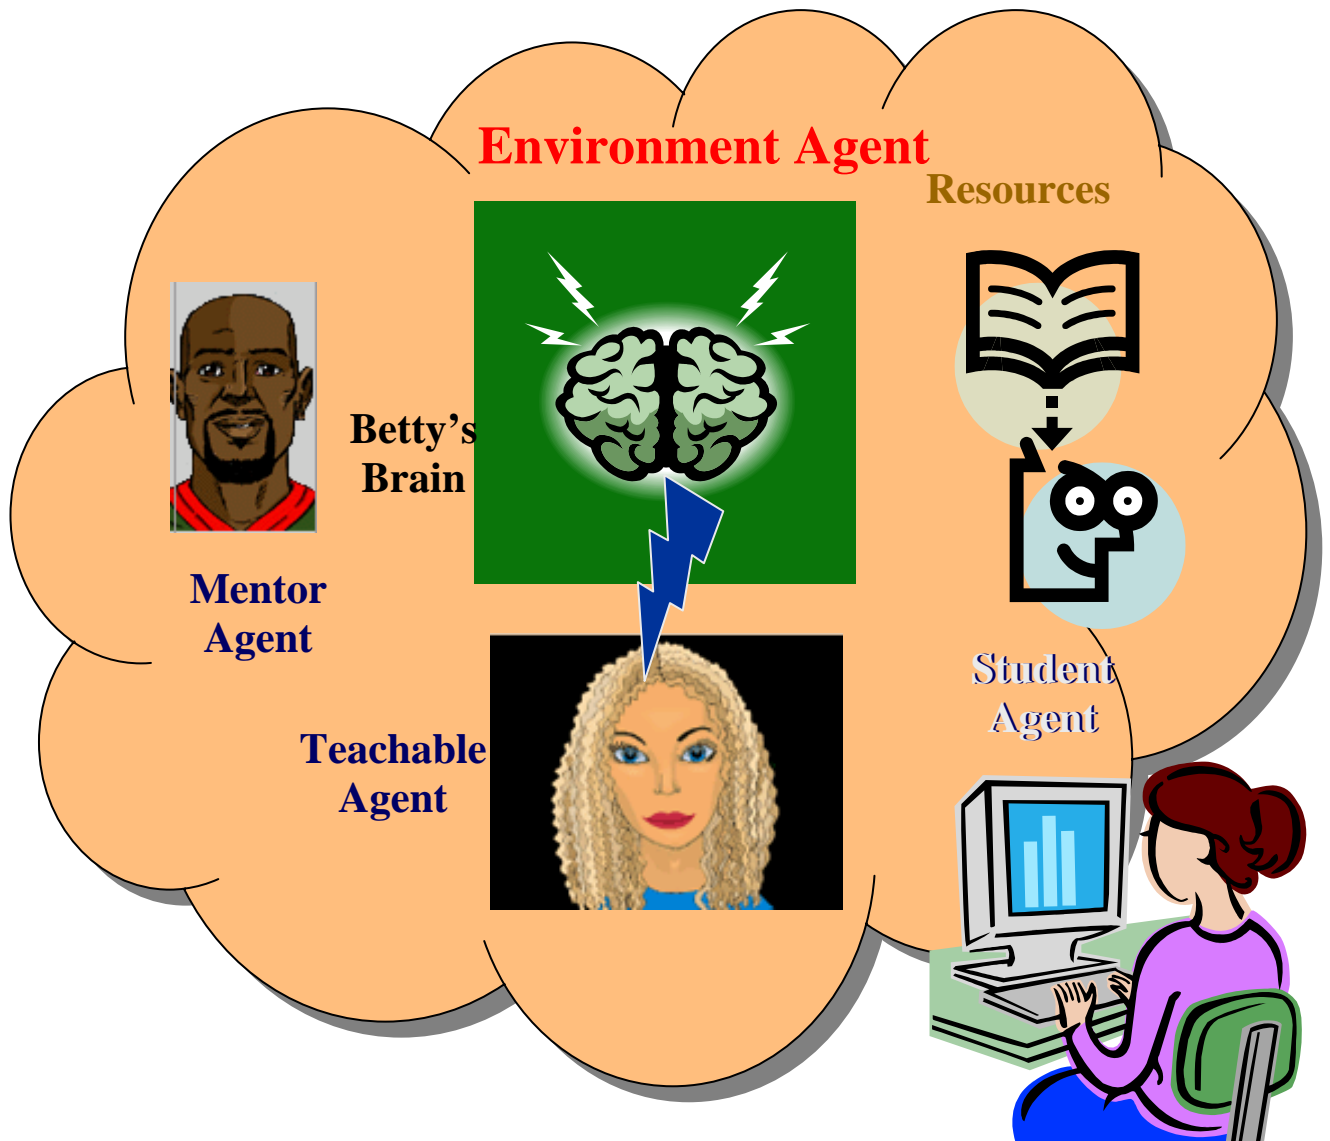 Environment Agent
Resources
Betty’s
Brain
Mentor
Agent
Student
Agent
Teachable
Agent